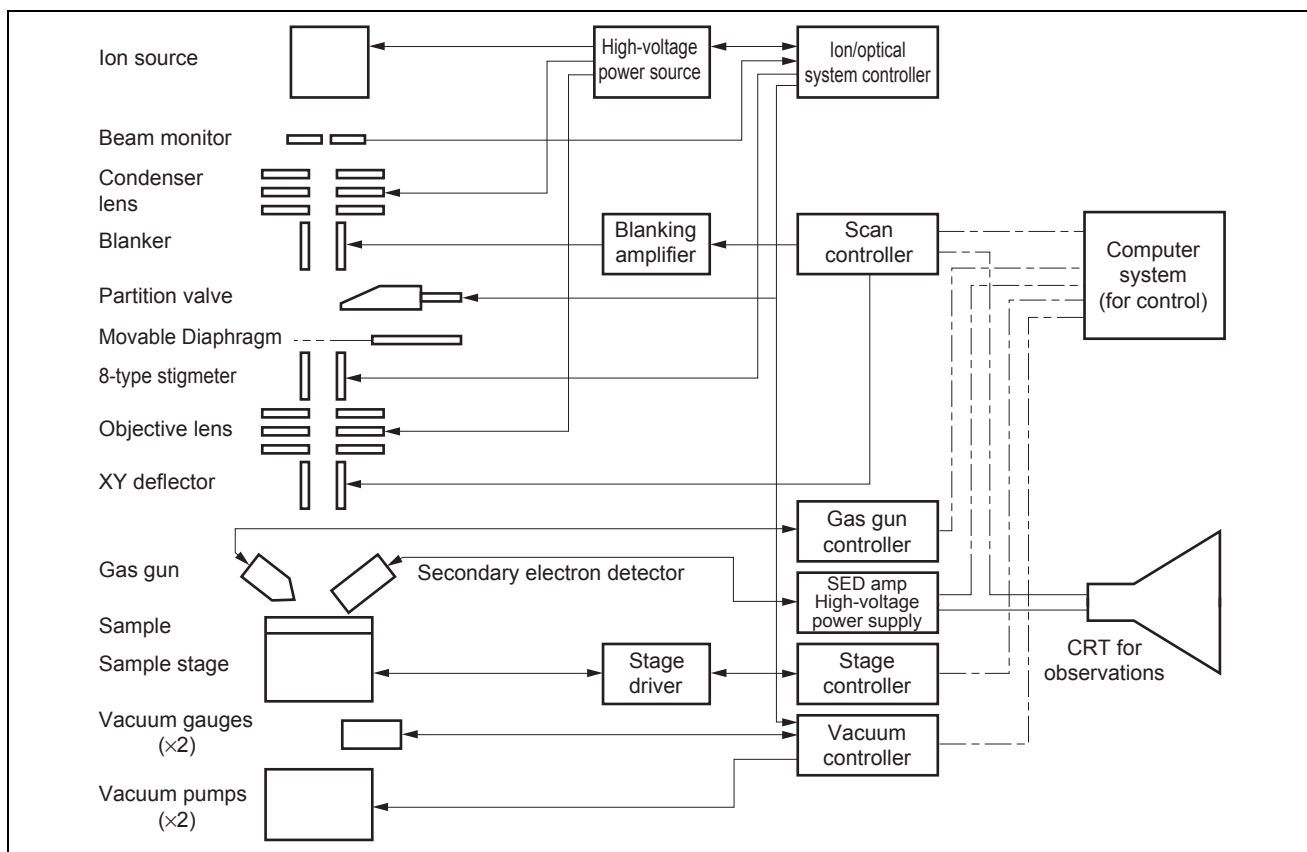 Ion source
High-voltage
power source
Ion/optical
system controller
Beam monitor
Condenser
lens
Blanker
Blanking
amplifier
Scan
controller
Computer
system
(for control)
Partition valve
Movable Diaphragm
8-type stigmeter
Objective lens
XY deflector
Gas gun
controller
Gas gun
Secondary electron detector
SED amp
High-voltage
power supply
Sample
Sample stage
Stage
driver
Stage
controller
CRT for
observations
Vacuum gauges
(×2)
Vacuum
controller
Vacuum pumps
(×2)